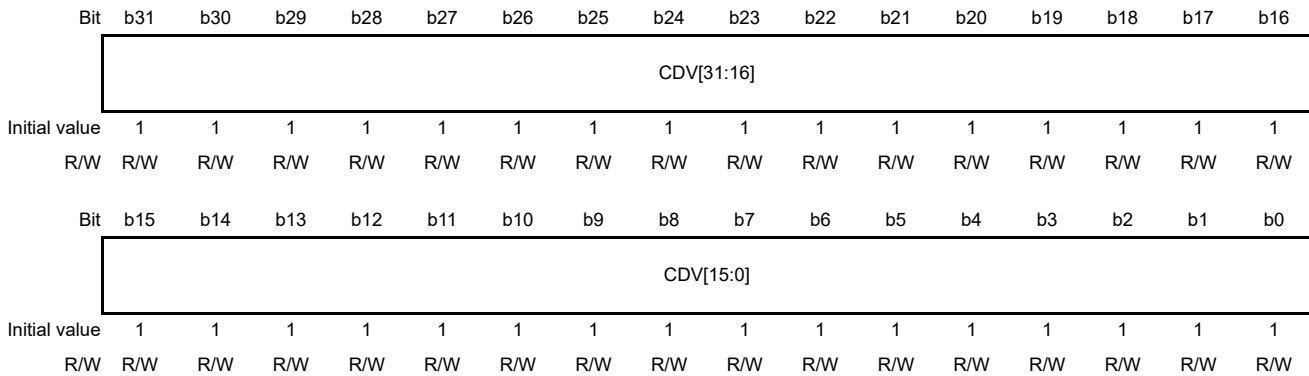 Bit b31 b30 b29 b28 b27 b26 b25 b24 b23 b22 b21 b20 b19 b18 b17 b16
CDV[31:16]
Initial value 1 1 1 1 1 1 1 1 1 1 1 1 1 1 1 1
R/W R/W R/W R/W R/W R/W R/W R/W R/W R/W R/W R/W R/W R/W R/W R/W R/W
Bit b15 b14 b13 b12 b11 b10 b9 b8 b7 b6 b5 b4 b3 b2 b1 b0
CDV[15:0]
Initial value 1 1 1 1 1 1 1 1 1 1 1 1 1 1 1 1
R/W R/W R/W R/W R/W R/W R/W R/W R/W R/W R/W R/W R/W R/W R/W R/W R/W